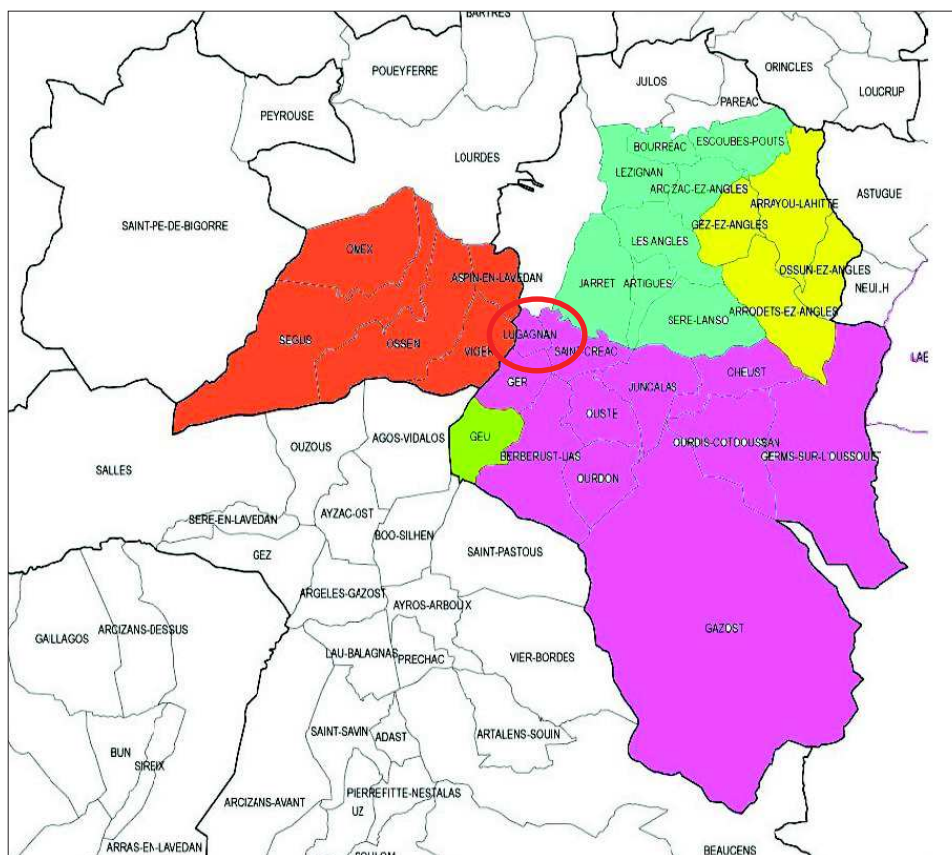 BARTRES
POUEYFERRE
JULOS
ORINCLES
LOUCRUP
PEYROUSE
PAREAC
LOURDES
BOURREAC
ESCOUBES-POUTS
LEZIGNAN
ARCZAC-EZ-ANGLES
ASTUGUE
SAINT-PE-DE-BIGORRE
ARRAYOU-LAHITTE
GEZ-EZ-ANGLES
OMEX
LES ANGLES
OSSUN-EZ-ANGLES
ASPIN-EN-LAVEDAN
JARRET
ARTIGUES
NEUILH
ARRODETS-EZ-ANGLES
SERE-LANSO
SEGUS
OSSEN
VIGER
LUGAGNAN
SAINT-CREAC
LAE
CHEUST
GER
JUNCALAS
OUSTE
OUZOUS
AGOS-VIDALOS
GEU
OURDIS-COTDOUSSAN
BERBERUST-LIAS
GERMS-SUR-L'OUSSOUET
SALLES
OURDON
SERE-EN-LAVEDAN
AYZAC-OST
BOO-SILHEN
GEZ
SAINT-PASTOUS
ARGELES-GAZOST
AYROS-ARBOUX
GAZOST
GAILLAGOS
ARCIZANS-DESSUS
LAU-BALAGNAS
PRECHAC
VIER-BORDES
SAINT-SAVIN
ADAST
ARTALENS-SOUIN
BUN
SIREIX
PIERREFITTE-NESTALAS
ARCIZANS-AVANT
UZ
ARRAS-EN-LAVEDAN
BEAUCENS